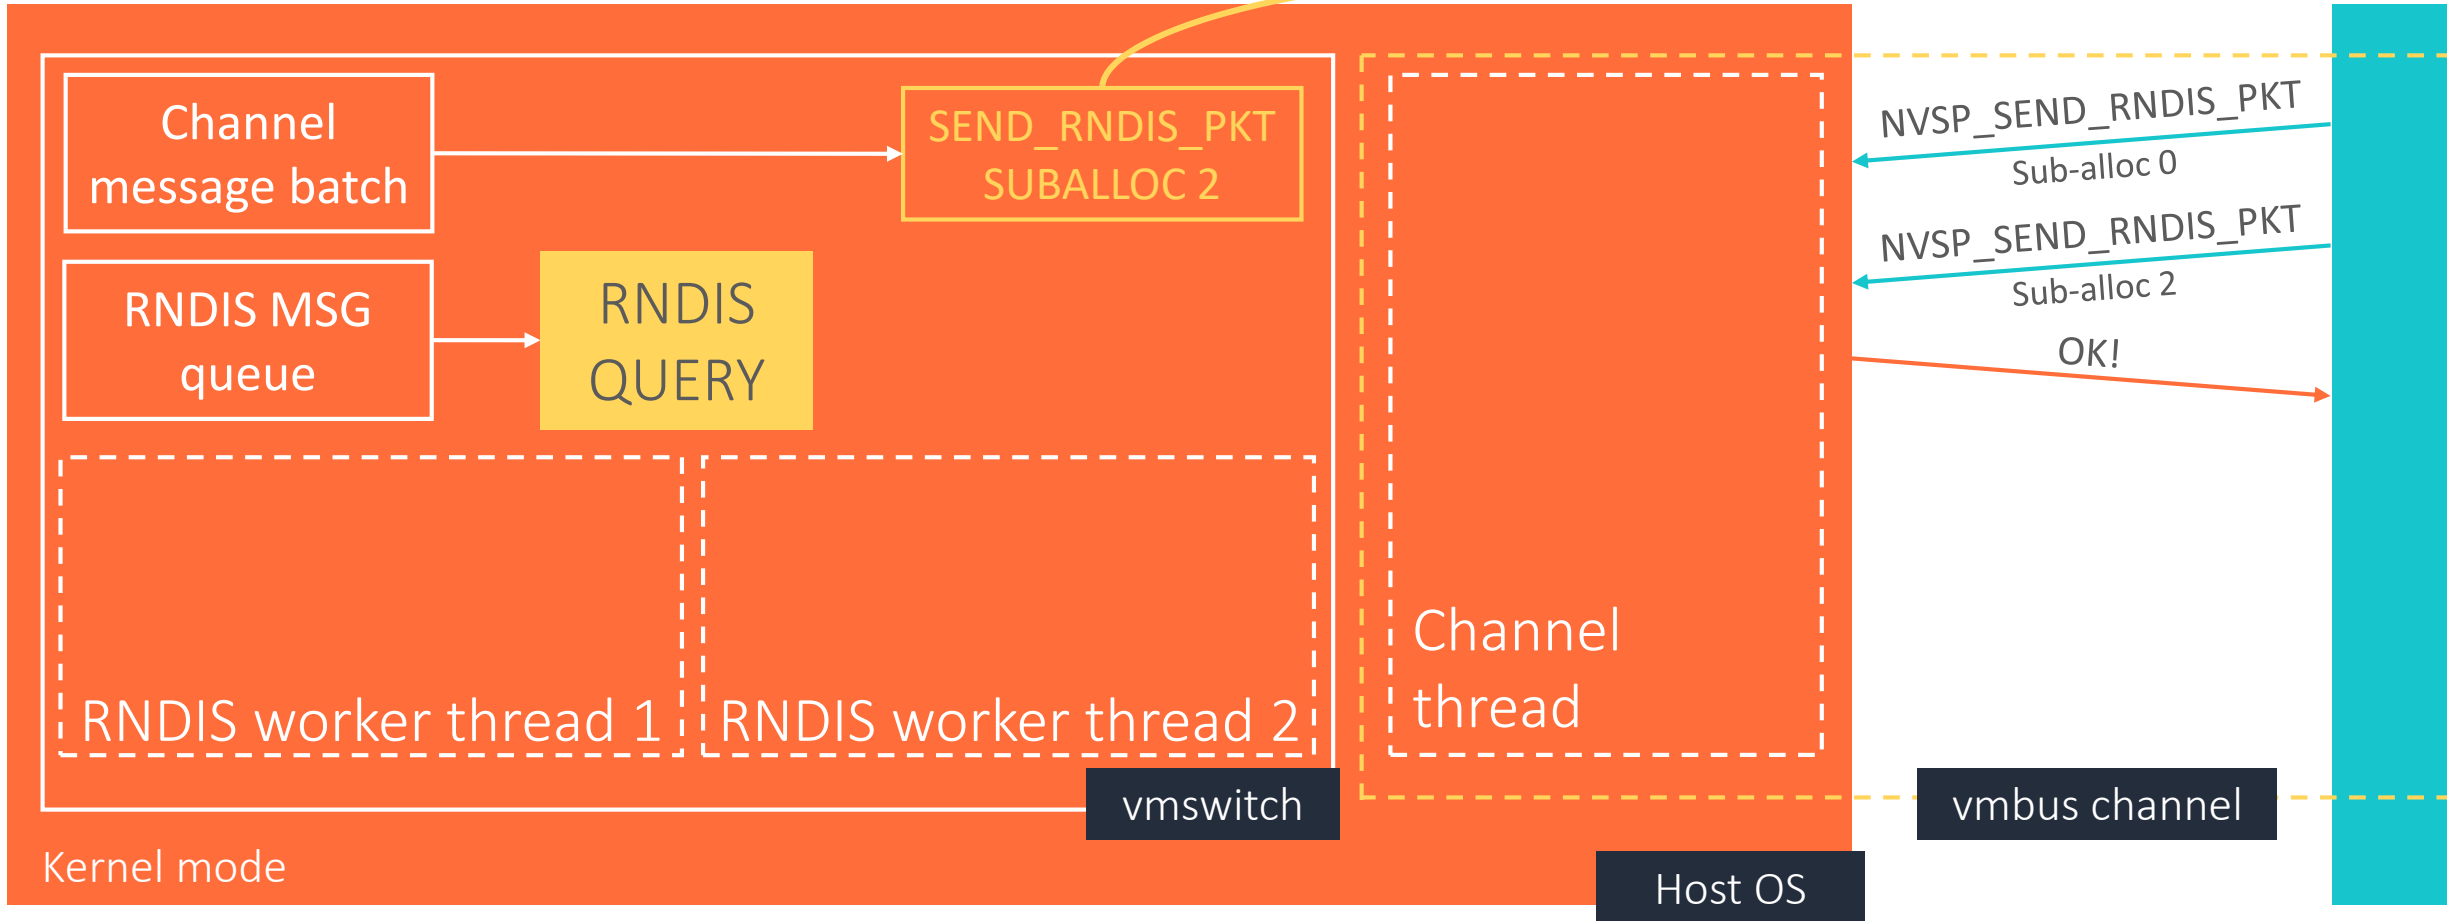 Channel
message batch
SEND_RNDIS_PKT
SUBALLOC 2
RNDIS MSG
queue
RNDIS
QUERY
RNDIS worker thread 1
RNDIS worker thread 2
vmswitch
Kernel mode
Channel
thread
Host OS
NVSP_SEND_RNDIS_PKT
Sub-alloc 0
NVSP_SEND_RNDIS_PKT
Sub-alloc 2
OK!
vmbus channel